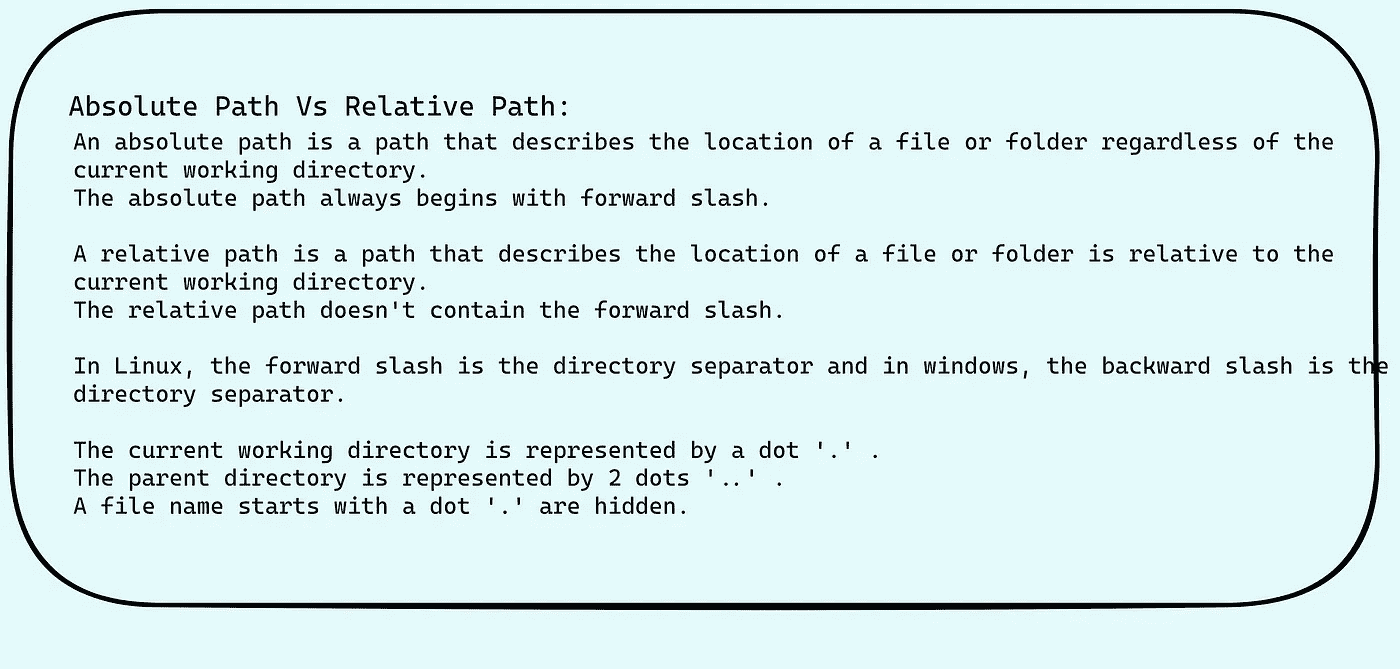 Absolute Path Vs Relative Path:
An absolute path is a path that describes the location of a file or folder regardless of the
current working directory.
The absolute path always begins with forward slash.
A relative path is a path that describes the location of a file or folder is relative to the
current working directory.
The relative path doesn't contain the forward slash.
In Linux, the forward slash is the directory separator and in windows, the backward slash is the
directory separator.
The current working directory is represented by a dot '.' .
The parent directory is represented by 2 dots '..' .
A file name starts with a dot '.' are hidden.